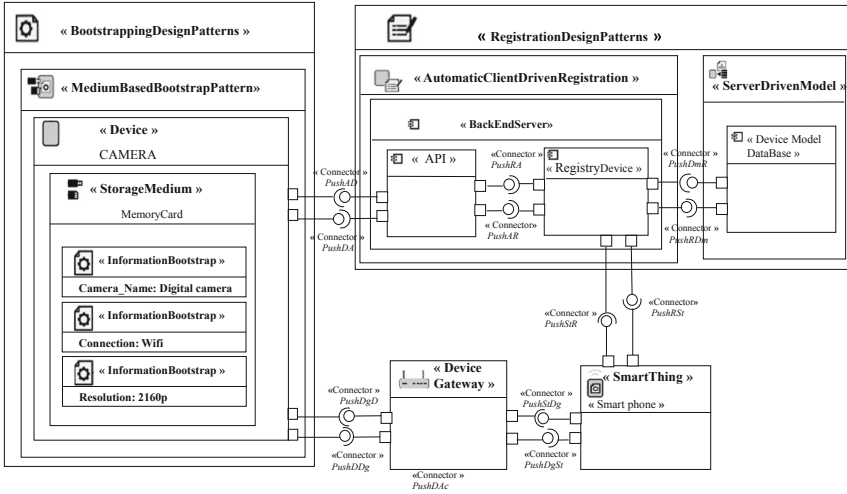 « BootstrappingDesignPatterns »
« MediumBasedBootstrapPattern»
« Device »
CAMERA
« StorageMedium »
MemoryCard
« InformationBootstrap »
Camera_Name: Digital camera
« InformationBootstrap »
Connection: Wifi
« InformationBootstrap »
Resolution: 2160p
« Connector »
PushAD
« Connector »
PushDA
« RegistrationDesignPatterns »
« AutomaticClientDrivenRegistration »
« BackEndServer»
« API »
«Connector »
PushRA
«Connector»
PushAR
« RegistryDevice »
«Connector »
PushDmR
«Connector »
PushRDm
« ServerDrivenModel »
« Device Model
DataBase »
«Connector»
PushStR
«Connector»
PushRSt
«Connector »
PushDgD
«Connector »
PushDDg
« Device
Gateway »
«Connector »
PushDAc
«Connector »
PushStDg
«Connector »
PushDgSt
« SmartThing »
« Smart phone »